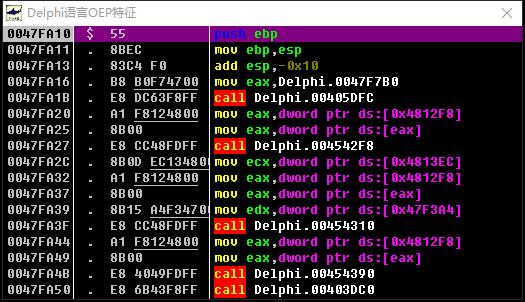 Delphi语言OEP特征
0047FA10 $ 55 push ebp
0047FA11 . 8BEC mov ebp,esp
0047FA13 . 83C4 F0 add esp,-0x10
0047FA16 . B8 B0F74700 mov eax,Delphi.0047F7B0
0047FA1B . E8 DC63F8FF call Delphi.00405DFC
0047FA20 . A1 F8124800 mov eax,dword ptr ds:[0x4812F8]
0047FA25 . 8B00 mov eax,dword ptr ds:[eax]
0047FA27 . E8 CC48FDFF call Delphi.004542F8
0047FA2C . 8B0D EC134800 mov ecx,dword ptr ds:[0x4813EC]
0047FA32 . A1 F8124800 mov eax,dword ptr ds:[0x4812F8]
0047FA37 . 8B00 mov eax,dword ptr ds:[eax]
0047FA39 . 8B15 A4F34700 mov edx,dword ptr ds:[0x47F3A4]
0047FA3F . E8 CC48FDFF call Delphi.00454310
0047FA44 . A1 F8124800 mov eax,dword ptr ds:[0x4812F8]
0047FA49 . 8B00 mov eax,dword ptr ds:[eax]
0047FA4B . E8 4049FDFF call Delphi.00454390
0047FA50 . E8 6B43F8FF call Delphi.00403DC0